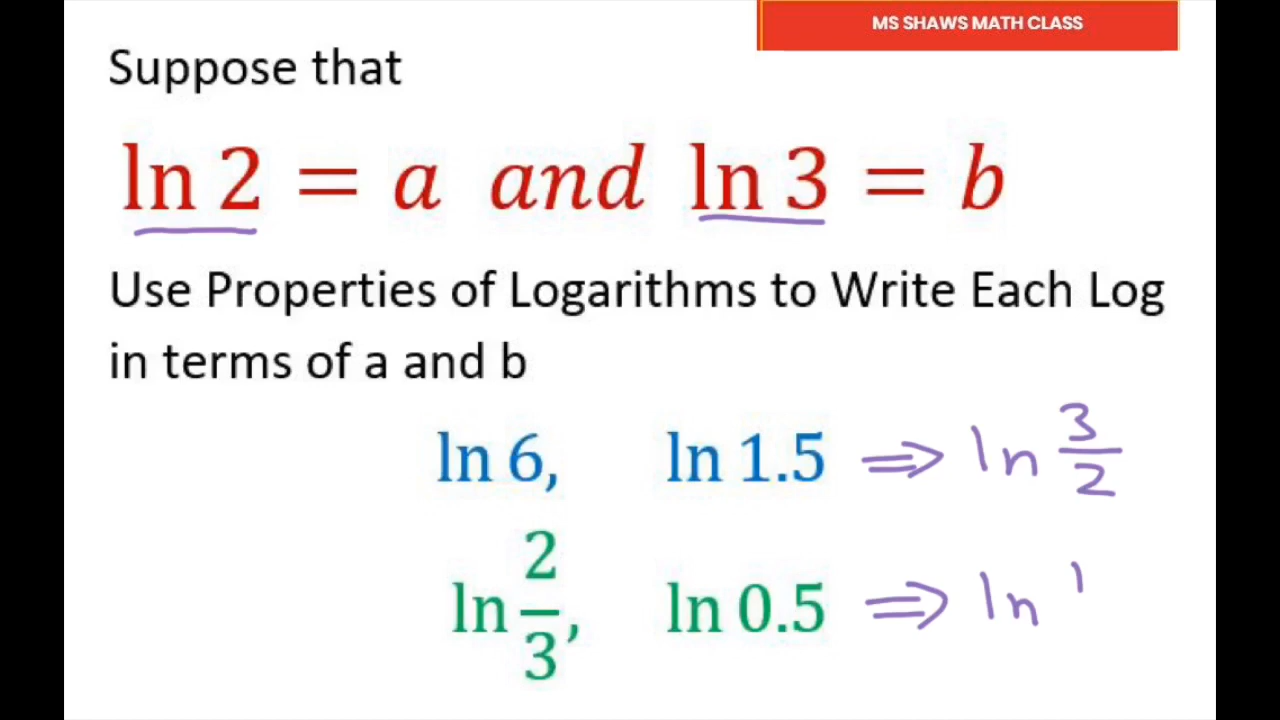 MS SHAWS MATH CLASS
Suppose that
ln 2 = a and ln 3 = b
Use Properties of Logarithms to Write Each Log
in terms of a and b
ln 6, ln 1.5 ⇒ ln 3/2
ln 2/3, ln 0.5 ⇒ ln 1